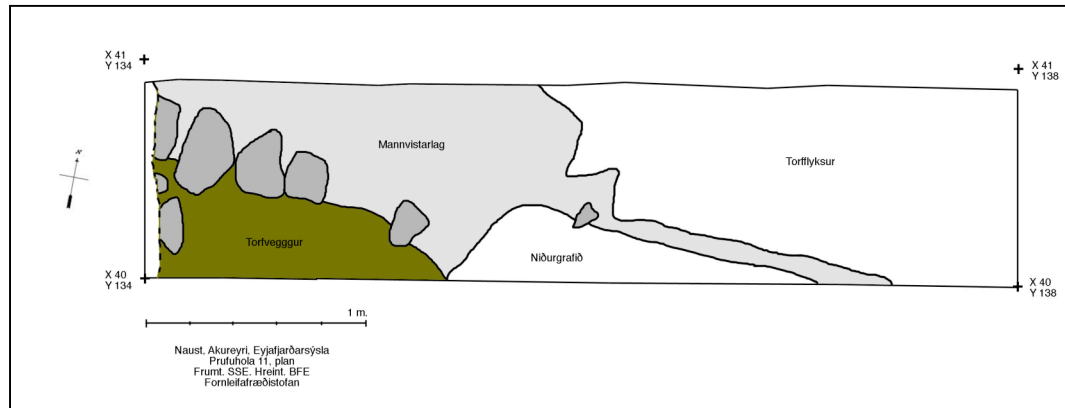 X 41
Y 134
X 41
Y 138
Mannvistarlag
Torfflyksur
Torfvegggur
Niðurgrafið
X 40
Y 134
X 40
Y 138
1 m.
Naust, Akureyri, Eyjafjarðarsýsla
Prufuhola 11, plan
Frumt. SSE. Hreint. BFE
Fornleifafræðistofan